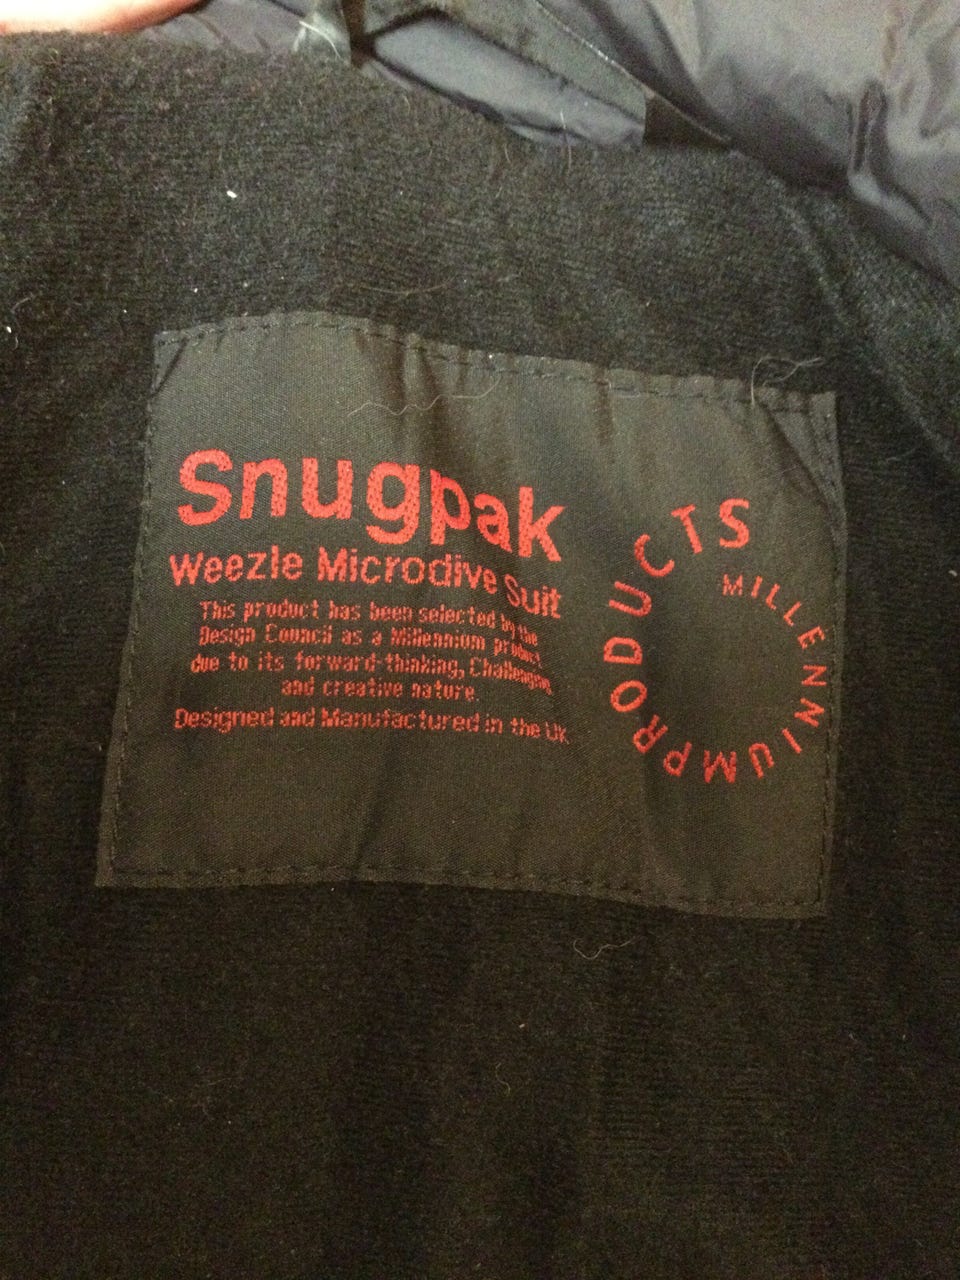 Snugpak
Weezle Microdive Suit
This product has been selected by the
Design Council as a Millennium product
due to its forward-thinking, Challenging,
and creative nature.
Designed and Manufactured in the UK
MILLENNIUM PRODUCTS